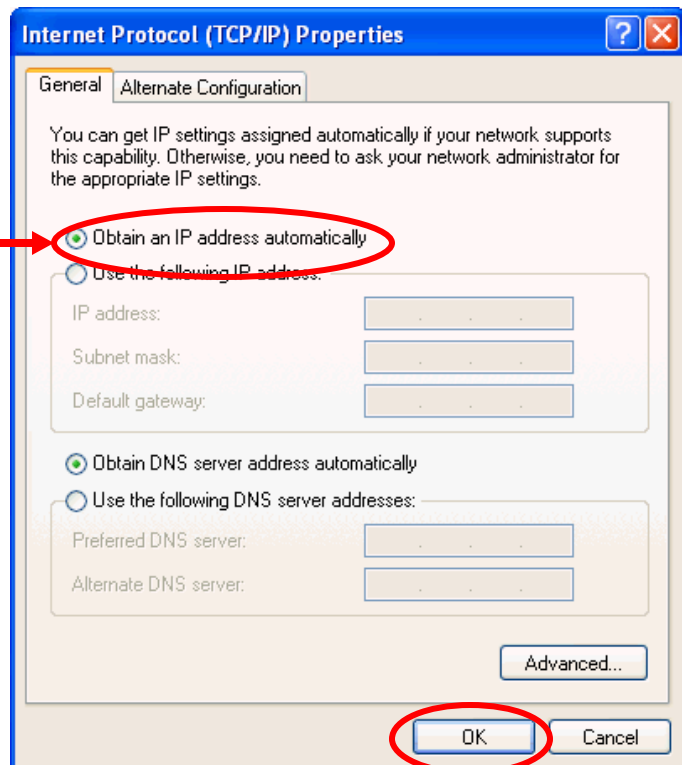 Internet Protocol (TCP/IP) Properties
General
Alternate Configuration
You can get IP settings assigned automatically if your network supports
this capability. Otherwise, you need to ask your network administrator for
the appropriate IP settings.
Obtain an IP address automatically
Use the following IP address:
IP address:
Subnet mask:
Default gateway:
Obtain DNS server address automatically
Use the following DNS server addresses:
Preferred DNS server:
Alternate DNS server:
Advanced...
OK
Cancel